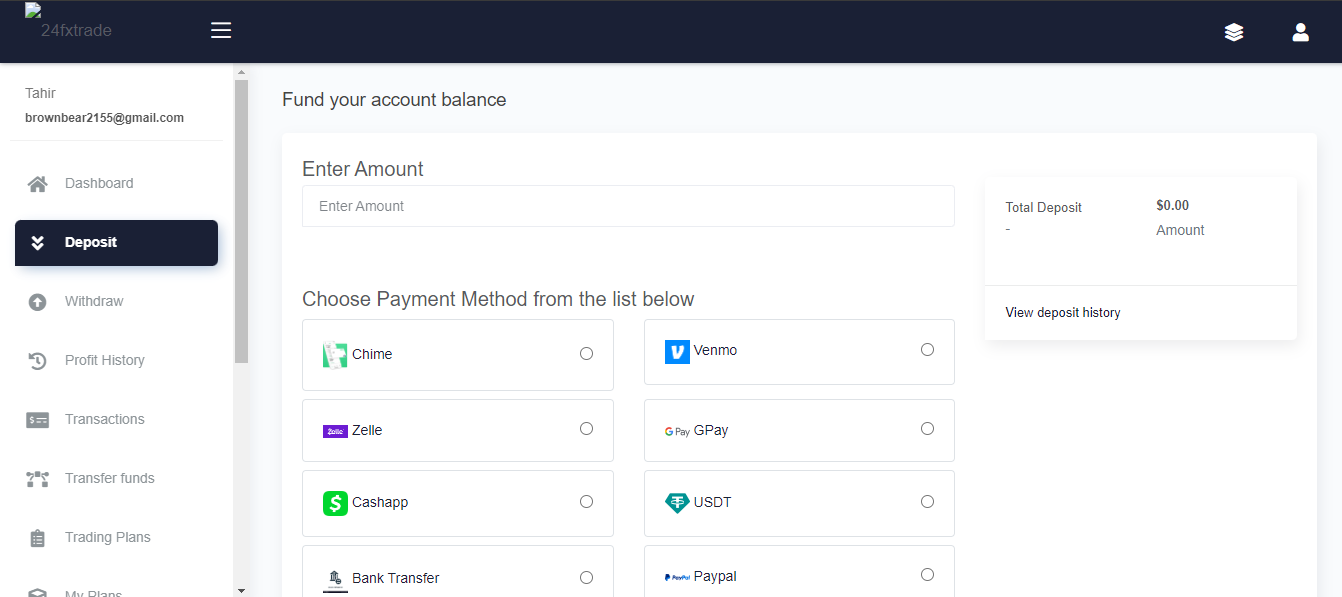 24fxtrade
Tahir
brownbear2155@gmail.com
Dashboard
Deposit
Withdraw
Profit History
Transactions
Transfer funds
Trading Plans
My Plans
Fund your account balance
Enter Amount
Enter Amount
Choose Payment Method from the list below
Chime
Venmo
Zelle
Zelle
G Pay
GPay
Cashapp
USDT
Bank Transfer
PayPal
Paypal
Total Deposit
-
$0.00
Amount
View deposit history